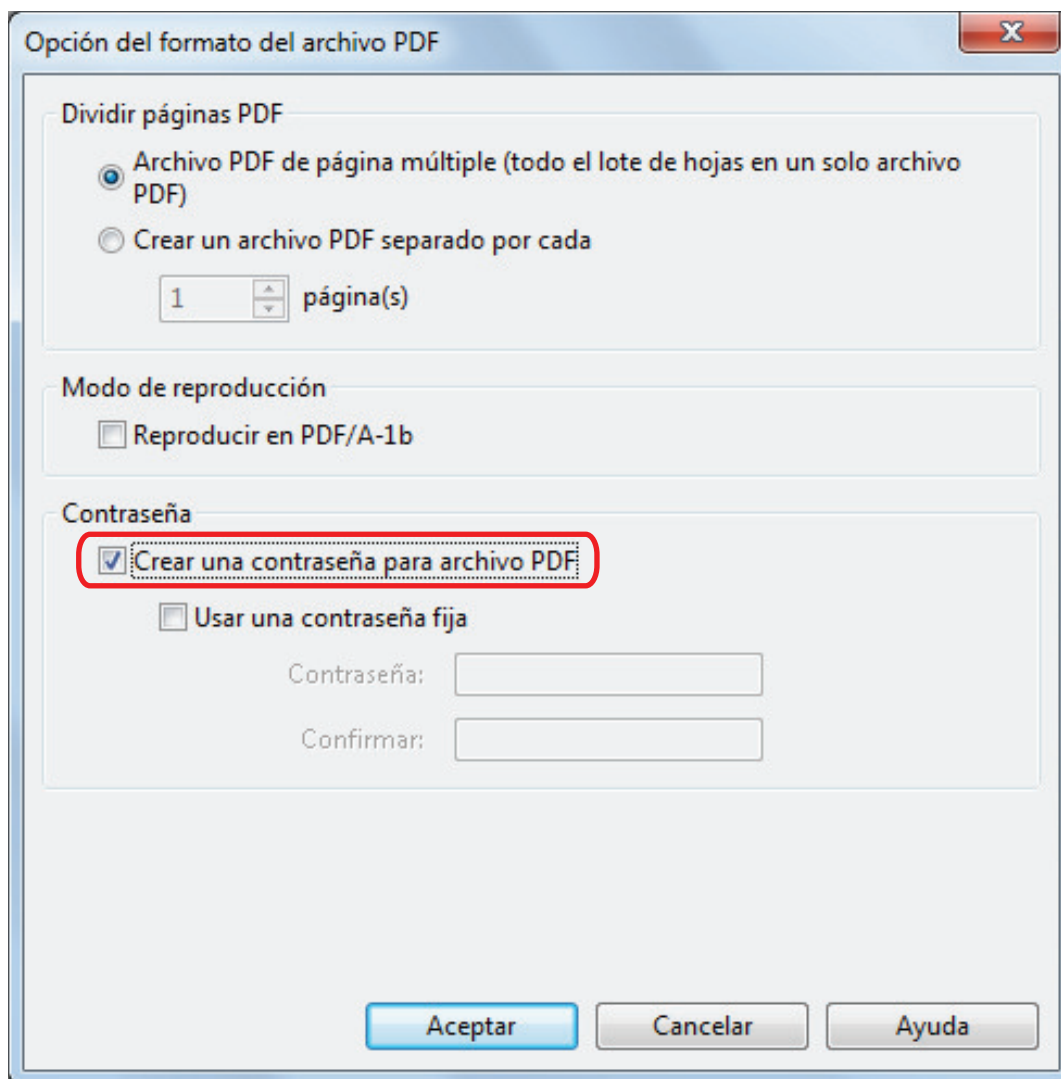 Opción del formato del archivo PDF
Dividir páginas PDF
Archivo PDF de página múltiple (todo el lote de hojas en un solo archivo
PDF)
Crear un archivo PDF separado por cada
1 página(s)
Modo de reproducción
Reproducir en PDF/A-1b
Contraseña
Crear una contraseña para archivo PDF
Usar una contraseña fija
Contraseña:
Confirmar:
Aceptar Cancelar Ayuda